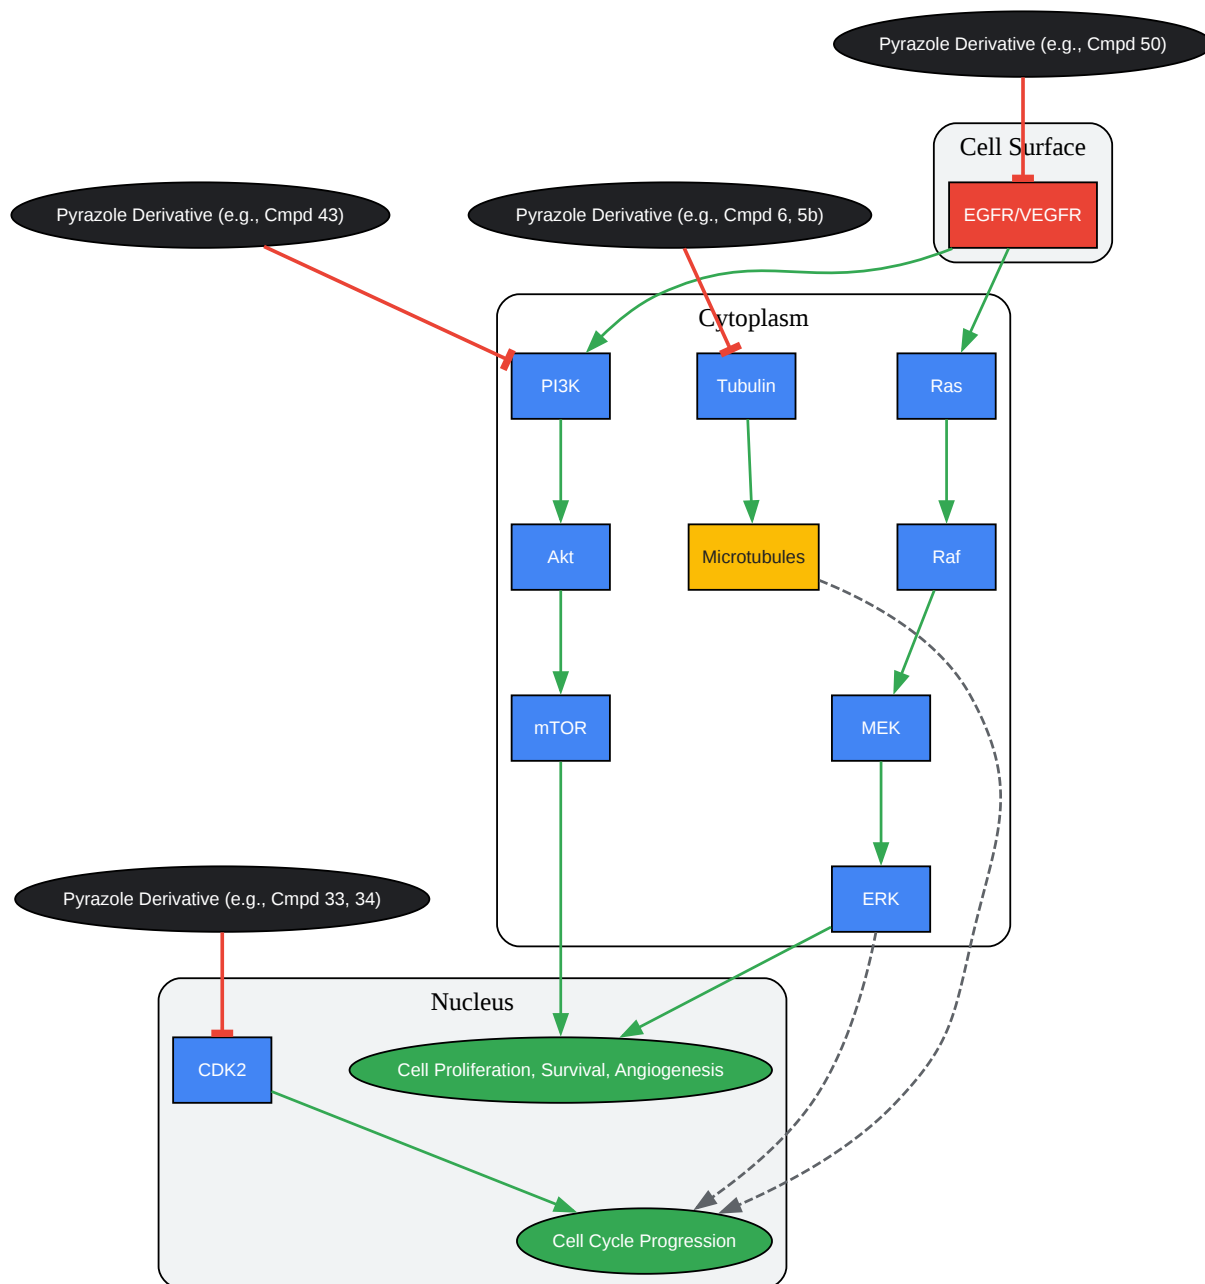 Pyrazole Derivative (e.g., Cmpd 50)
Cell Surface
Pyrazole Derivative (e.g., Cmpd 43)
Pyrazole Derivative (e.g., Cmpd 6, 5b)
EGFR/VEGFR
Cytoplasm
PI3K
Tubulin
Ras
Akt
Microtubules
Raf
mTOR
MEK
Pyrazole Derivative (e.g., Cmpd 33, 34)
ERK
Nucleus
CDK2
Cell Proliferation, Survival, Angiogenesis
Cell Cycle Progression